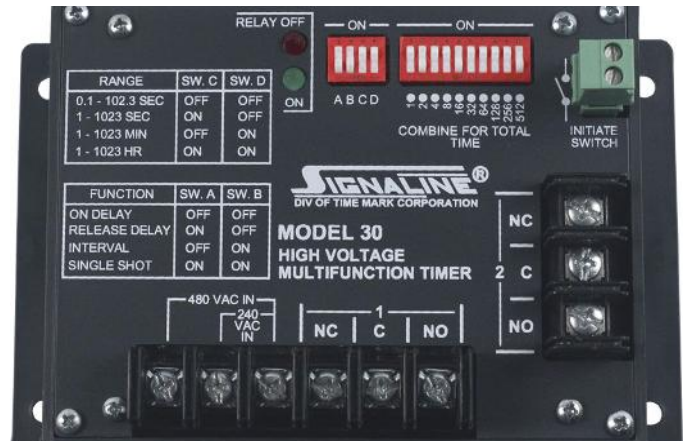 RELAY OFF
ON
ON
ON
A B C D
1 2 4 8 16 32 64 128 256 512
COMBINE FOR TOTAL
TIME
INITIATE
SWITCH
RANGE SW. C SW. D
0.1 - 102.3 SEC OFF OFF
1 - 1023 SEC ON OFF
1 - 1023 MIN OFF ON
1 - 1023 HR ON ON
FUNCTION SW. A SW. B
ON DELAY OFF OFF
RELEASE DELAY ON OFF
INTERVAL OFF ON
SINGLE SHOT ON ON
SIGNALINE®
DIV OF TIME MARK CORPORATION
MODEL 30
HIGH VOLTAGE
MULTIFUNCTION TIMER
NC
2 C
NO
480 VAC IN
240
VAC
IN
1
NC C NO